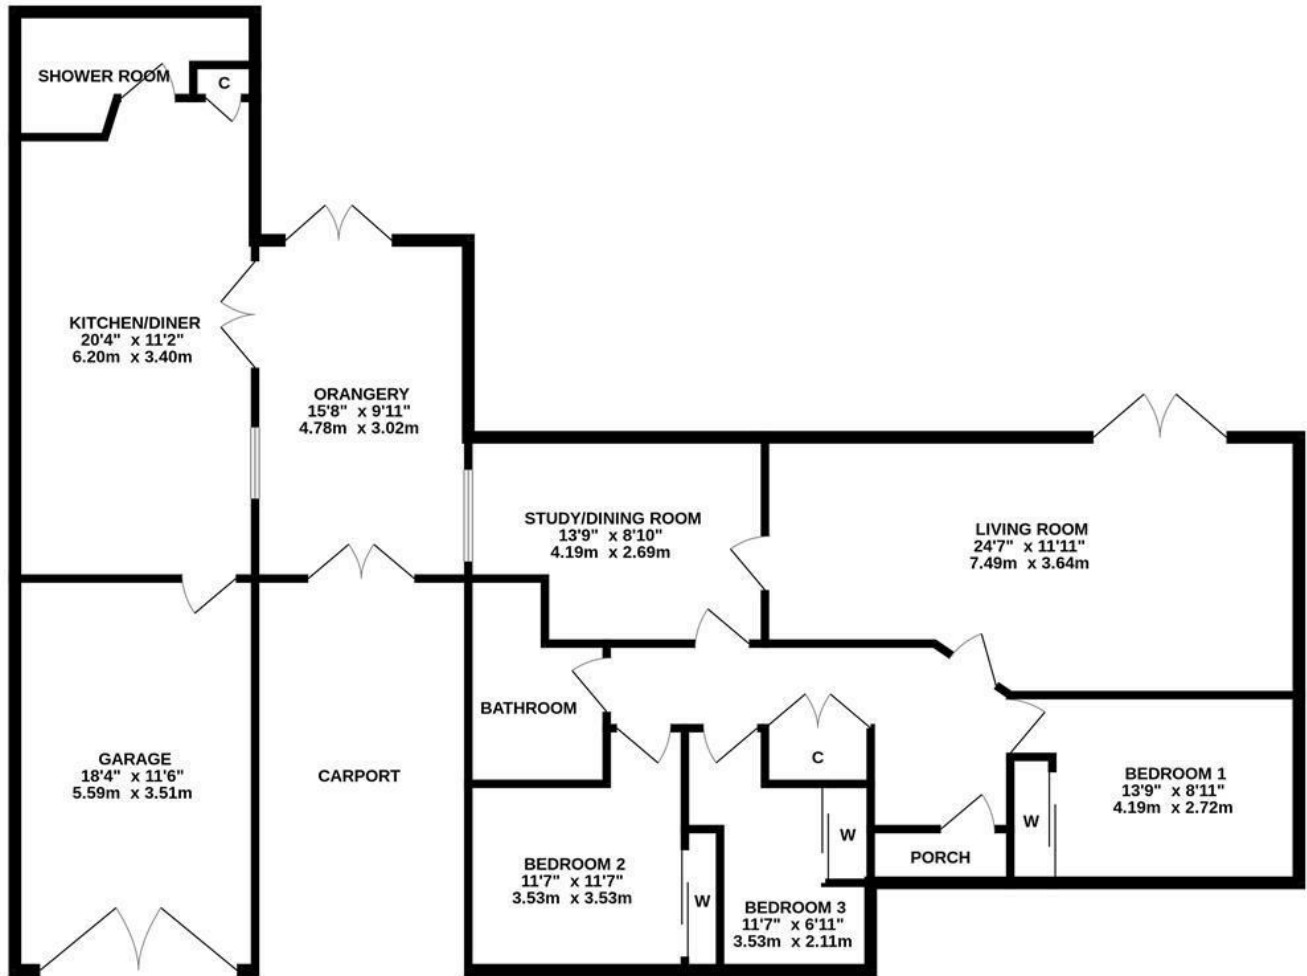 SHOWER ROOM
C
KITCHEN/DINER
20'4" x 11'2"
6.20m x 3.40m
ORANGERY
15'8" x 9'11"
4.78m x 3.02m
STUDY/DINING ROOM
13'9" x 8'10"
4.19m x 2.69m
LIVING ROOM
24'7" x 11'11"
7.49m x 3.64m
BATHROOM
GARAGE
18'4" x 11'6"
5.59m x 3.51m
CARPORT
C
BEDROOM 1
13'9" x 8'11"
4.19m x 2.72m
W
W
PORCH
BEDROOM 2
11'7" x 11'7"
3.53m x 3.53m
W
BEDROOM 3
11'7" x 6'11"
3.53m x 2.11m